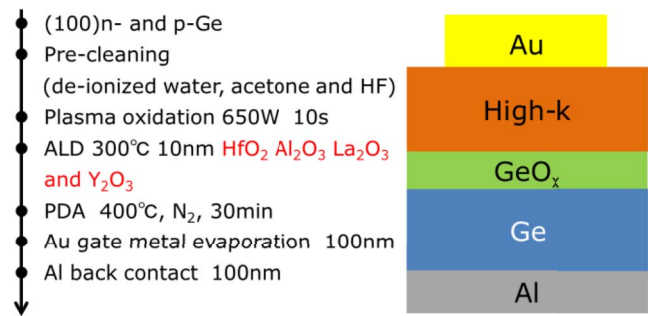 (100)n- and p-Ge
Pre-cleaning
(de-ionized water, acetone and HF)
Plasma oxidation 650W 10s
ALD 300℃ 10nm HfO₂ Al₂O₃ La₂O₃
and Y₂O₃
PDA 400℃, N₂, 30min
Au gate metal evaporation 100nm
Al back contact 100nm
Au
High-k
GeOₓ
Ge
Al